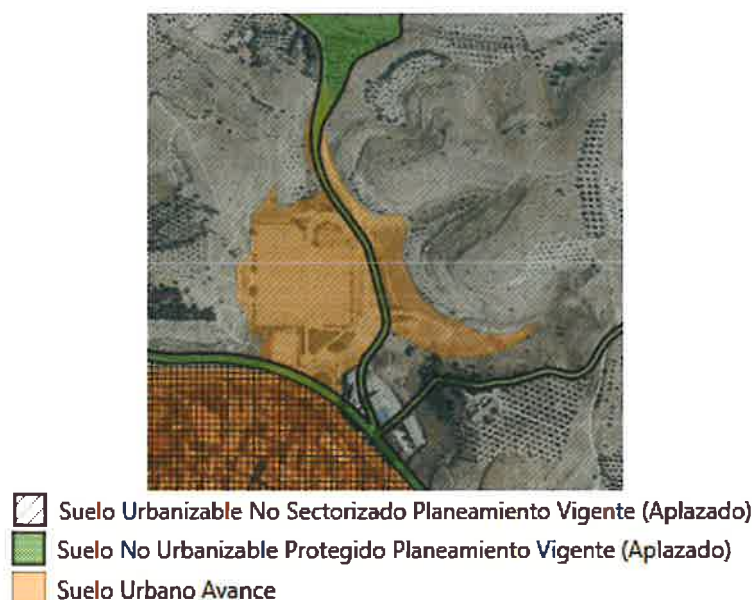 Suelo Urbanizable No Sectorizado Planeamiento Vigente (Aplazado)
Suelo No Urbanizable Protegido Planeamiento Vigente (Aplazado)
Suelo Urbano Avance